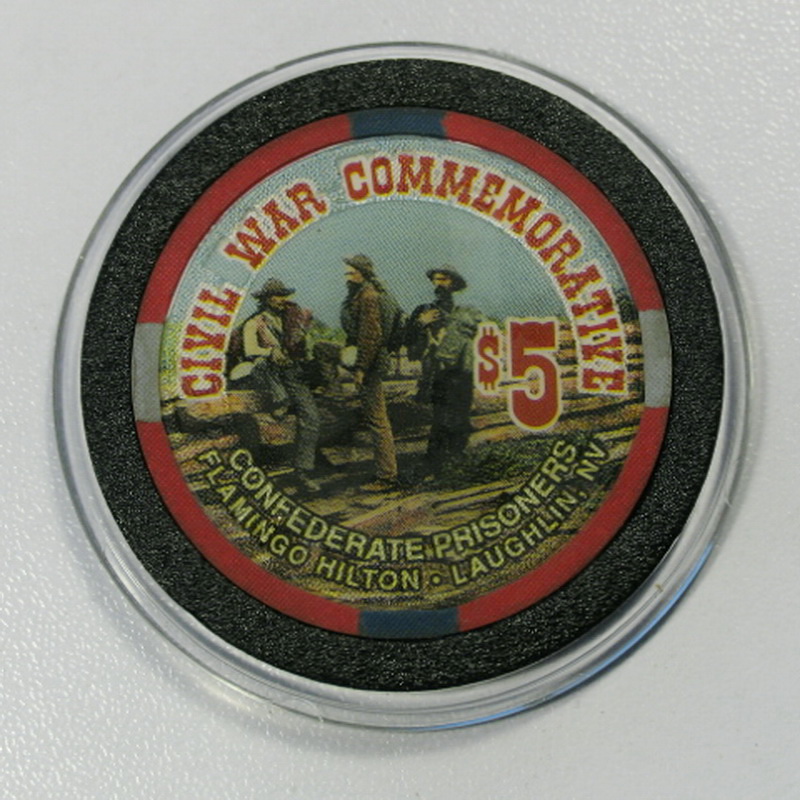 CIVIL WAR COMMEMORATIVE
$5
CONFEDERATE PRISONERS
FLAMINGO HILTON • LAUGHLIN, NV